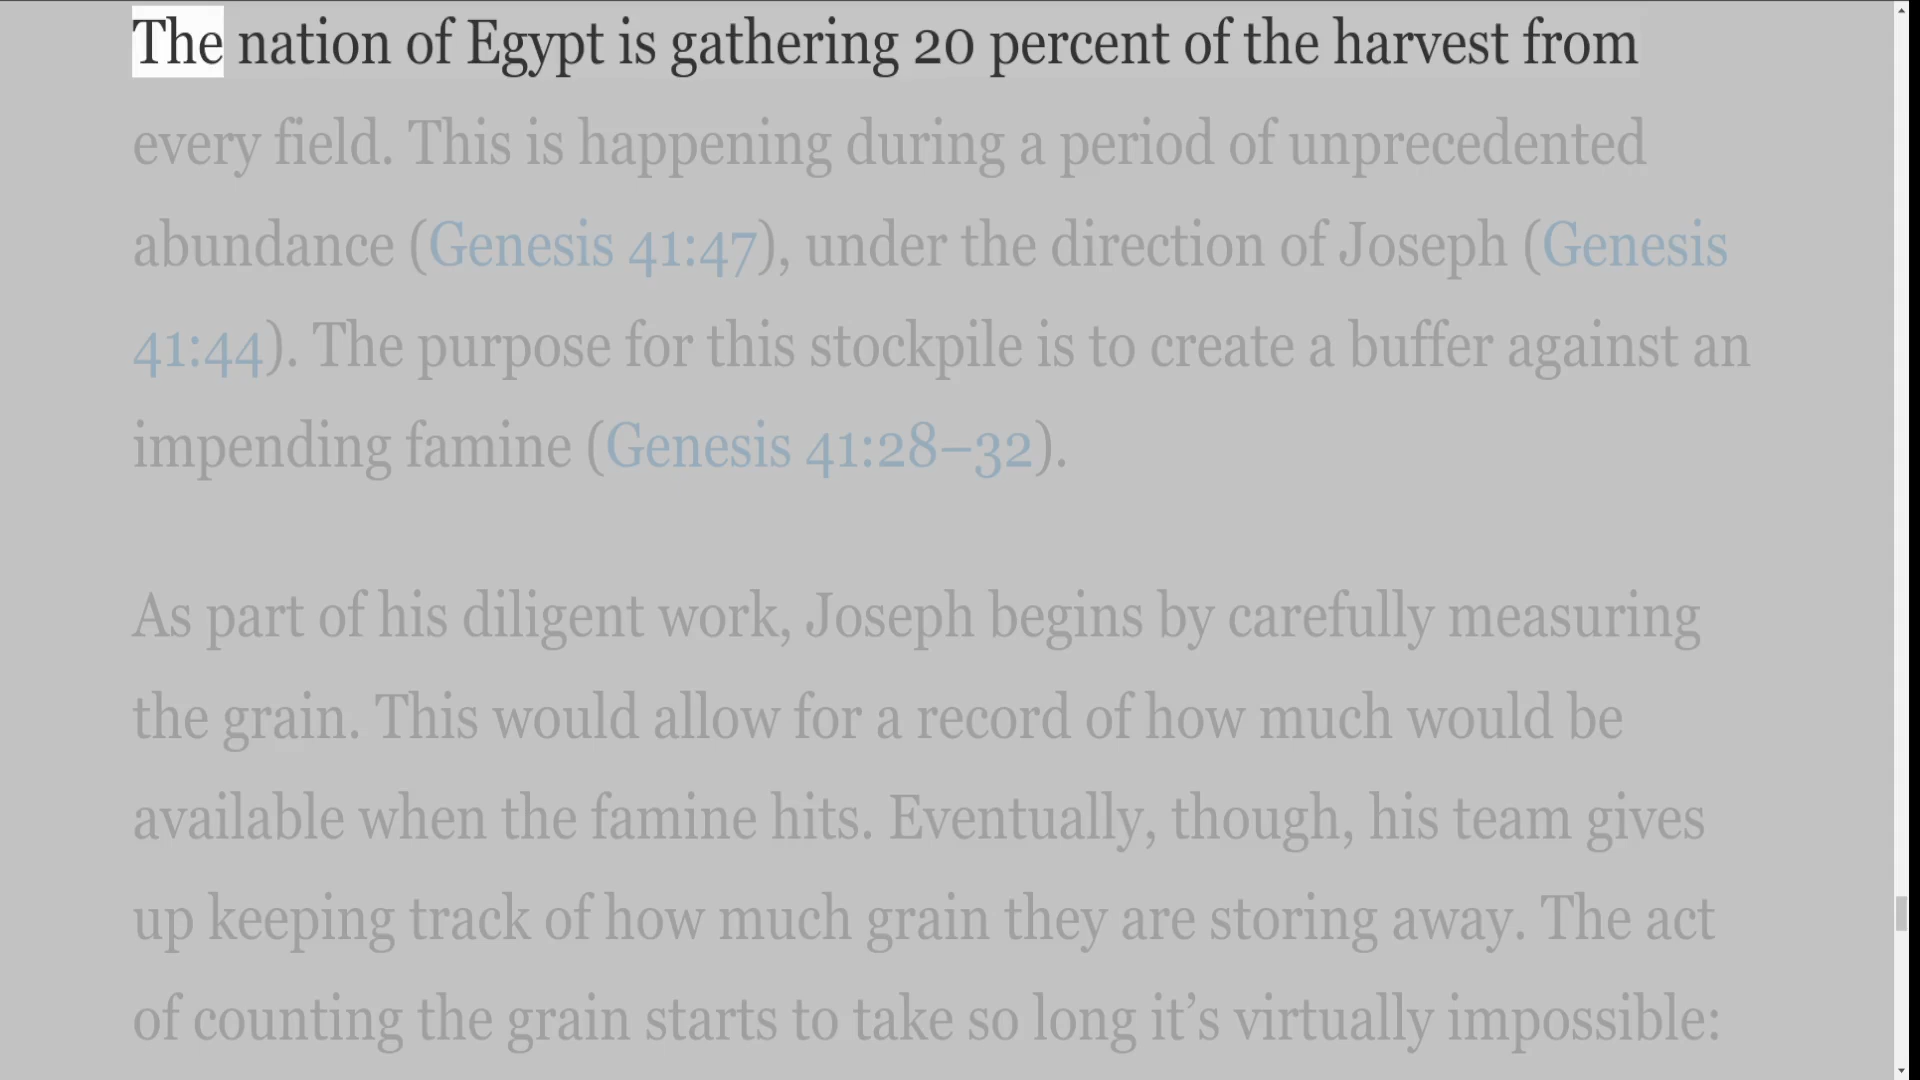 The nation of Egypt is gathering 20 percent of the harvest from
every field. This is happening during a period of unprecedented
abundance (Genesis 41:47), under the direction of Joseph (Genesis
41:44). The purpose for this stockpile is to create a buffer against an
impending famine (Genesis 41:28–32).
As part of his diligent work, Joseph begins by carefully measuring
the grain. This would allow for a record of how much would be
available when the famine hits. Eventually, though, his team gives
up keeping track of how much grain they are storing away. The act
of counting the grain starts to take so long it’s virtually impossible: